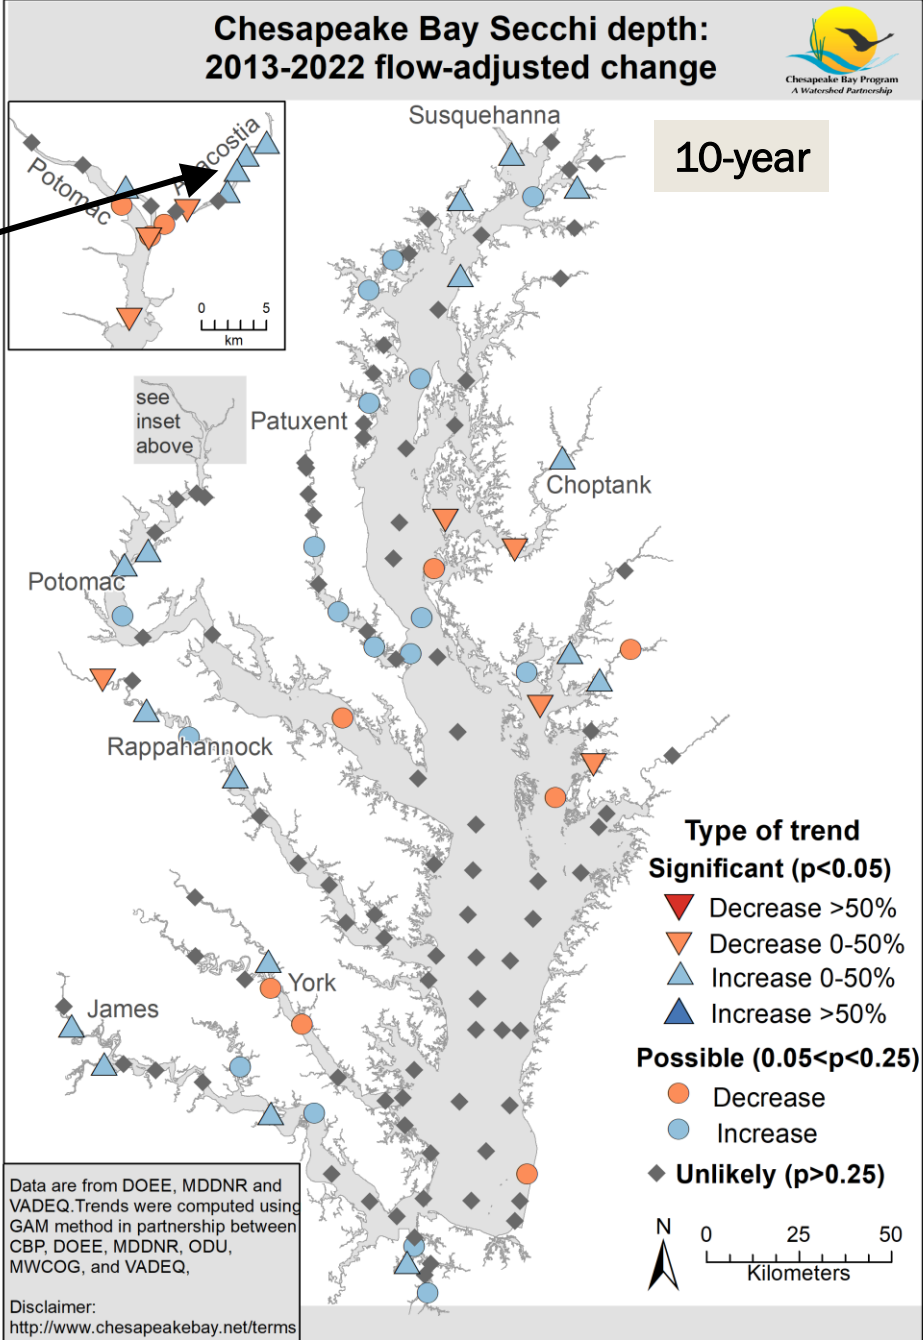 Chesapeake Bay Secchi depth:
2013-2022 flow-adjusted change
Chesapeake Bay Program
A Watershed Partnership
Susquehanna
10-year
Potomac
0 5
km
see
inset
above
Patuxent
Choptank
Potomac
Rappahannock
York
James
Type of trend
Significant (p<0.05)
Decrease >50%
Decrease 0-50%
Increase 0-50%
Increase >50%
Possible (0.05<p<0.25)
Decrease
Increase
Unlikely (p>0.25)
N
0 25 50
Kilometers
Data are from DOEE, MDDNR and
VADEQ.Trends were computed using
GAM method in partnership between
CBP, DOEE, MDDNR, ODU,
MWCOG, and VADEQ,
Disclaimer:
http://www.chesapeakebay.net/terms